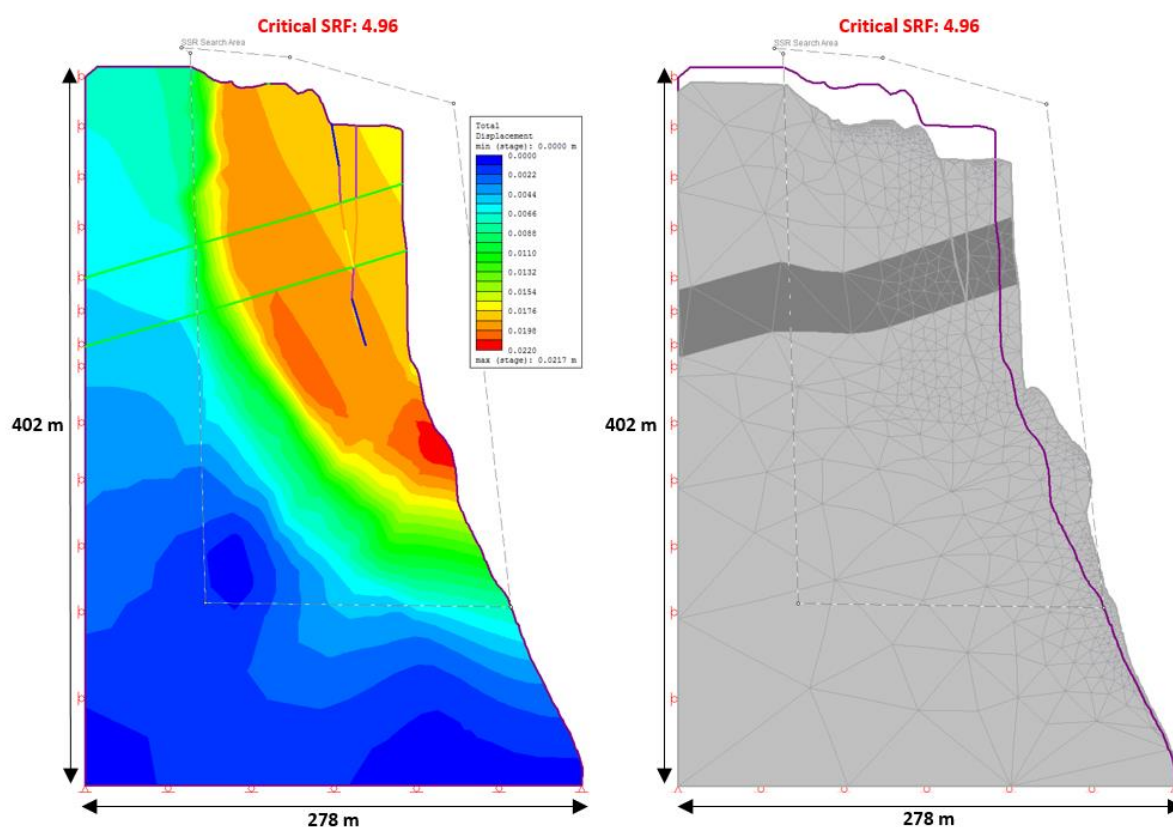 Critical SRF: 4.96
SSR Search Area
Total
Displacement
min (stage): 0.0000 m
0.0000
0.0022
0.0044
0.0066
0.0088
0.0110
0.0132
0.0154
0.0176
0.0198
0.0220
max (stage): 0.0217 m
402 m
278 m
Critical SRF: 4.96
SSR Search Area
402 m
278 m